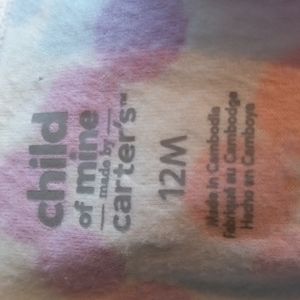 child
of mine
made by
carter's™
12M
Made in Cambodia
Fabriqué au Cambodge
Hecho en Camboya